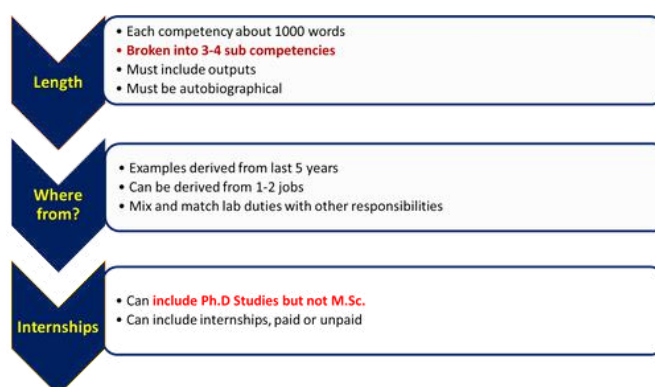 Length
• Each competency about 1000 words
• Broken into 3-4 sub competencies
• Must include outputs
• Must be autobiographical
Where
from?
• Examples derived from last 5 years
• Can be derived from 1-2 jobs
• Mix and match lab duties with other responsibilities
Internships
• Can include Ph.D Studies but not M.Sc.
• Can include internships, paid or unpaid